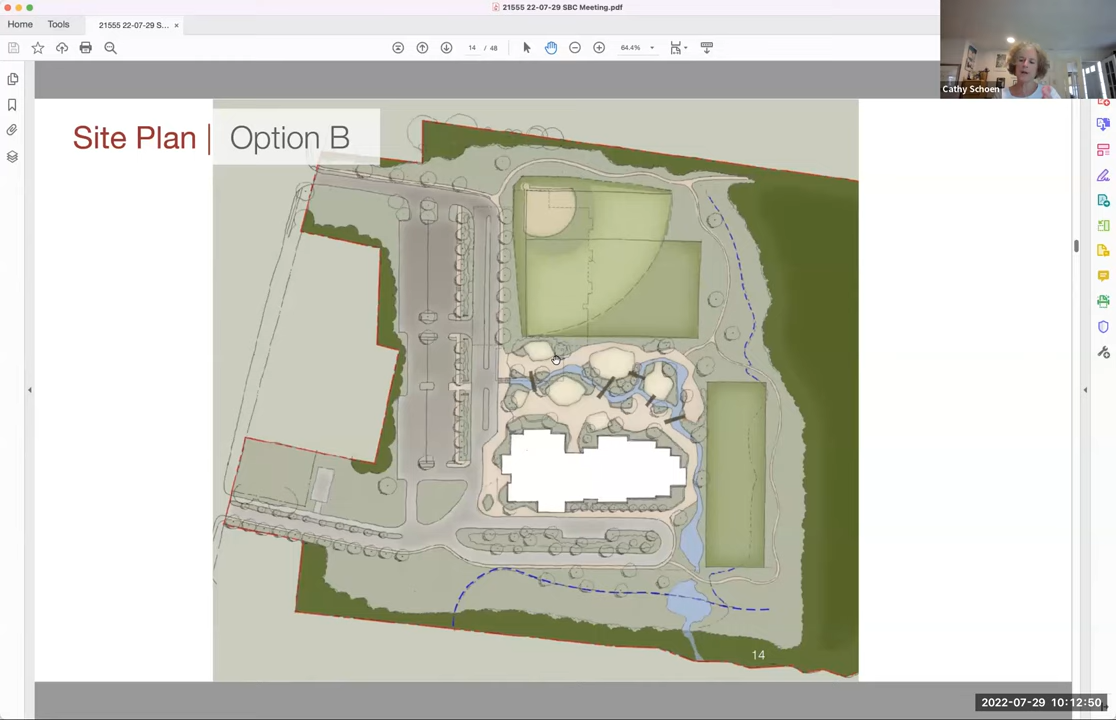 21555 22-07-29 SBC Meeting.pdf
Home
Tools
21555 22-07-29 S...
×
14 / 48
64.4%
Cathy Schoen
Site Plan | Option B
14
2022-07-29 10:12:50